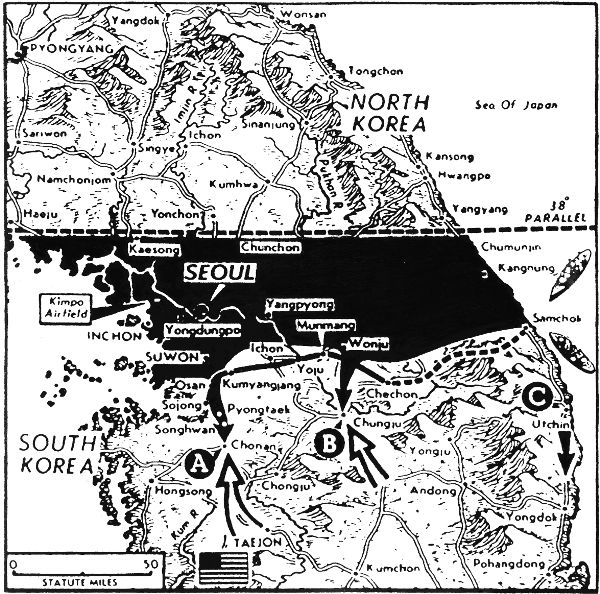 Wonsan
Yangdok
PYONGYANG
Tongchon
NORTH
KOREA
Sea Of Japan
Imjin R
Sariwon
Singye
Ichon
Sinanjung
Kansong
Hwangpo
Namchonjom
Kumhwa
Pukhan R.
Haeju
Yonchon
Yangyang
38°
PARALLEL
Kaesong
Chunchon
Chumunjin
SEOUL
Kangnung
Kimpo
Airfield
Yangpyong
Samchok
INCHON
Yongdungpo
Munmang
Wonju
SUWON
Ichon
Yoju
Osan
Kumyangjang
Chechon
C
Sojong
Pyongtaek
Chungju
Utchin
Songhwan
SOUTH
KOREA
A
Chonan
B
Yongju
Hongsong
Chongju
Andong
Kum R.
Yongdok
TAEJON
Kumchon
Pohangdong
0 50
STATUTE MILES